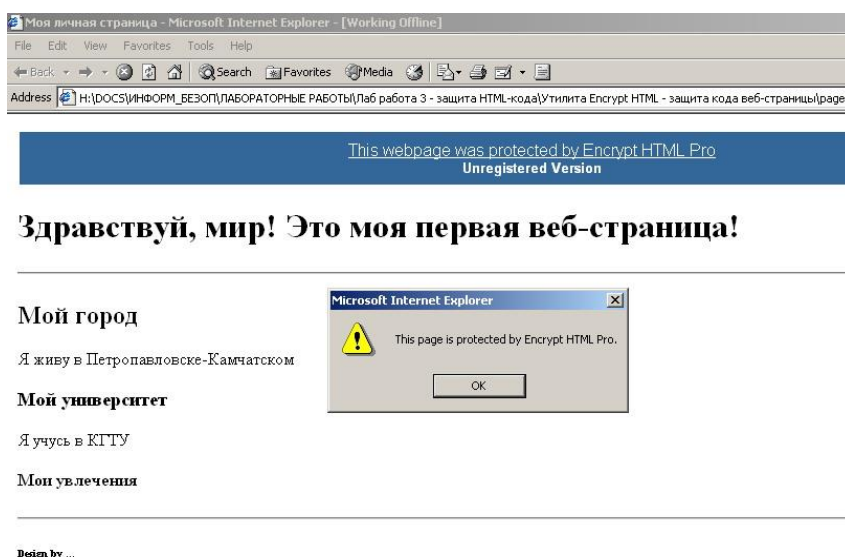 Моя личная страница - Microsoft Internet Explorer - [Working Offline]
File Edit View Favorites Tools Help
Back Search Favorites Media
Address H:\DOCS\ИНФОРМ_БЕЗОП\ЛАБОРАТОРНЫЕ РАБОТЫ\Лаб работа 3 - защита HTML-кода\Утилита Encrypt HTML - защита кода веб-страницы\page
This webpage was protected by Encrypt HTML Pro
Unregistered Version
Здравствуй, мир! Это моя первая веб-страница!
Microsoft Internet Explorer
This page is protected by Encrypt HTML Pro.
OK
Мой город
Я живу в Петропавловске-Камчатском
Мой университет
Я учусь в КГТУ
Мои увлечения
Design by ...